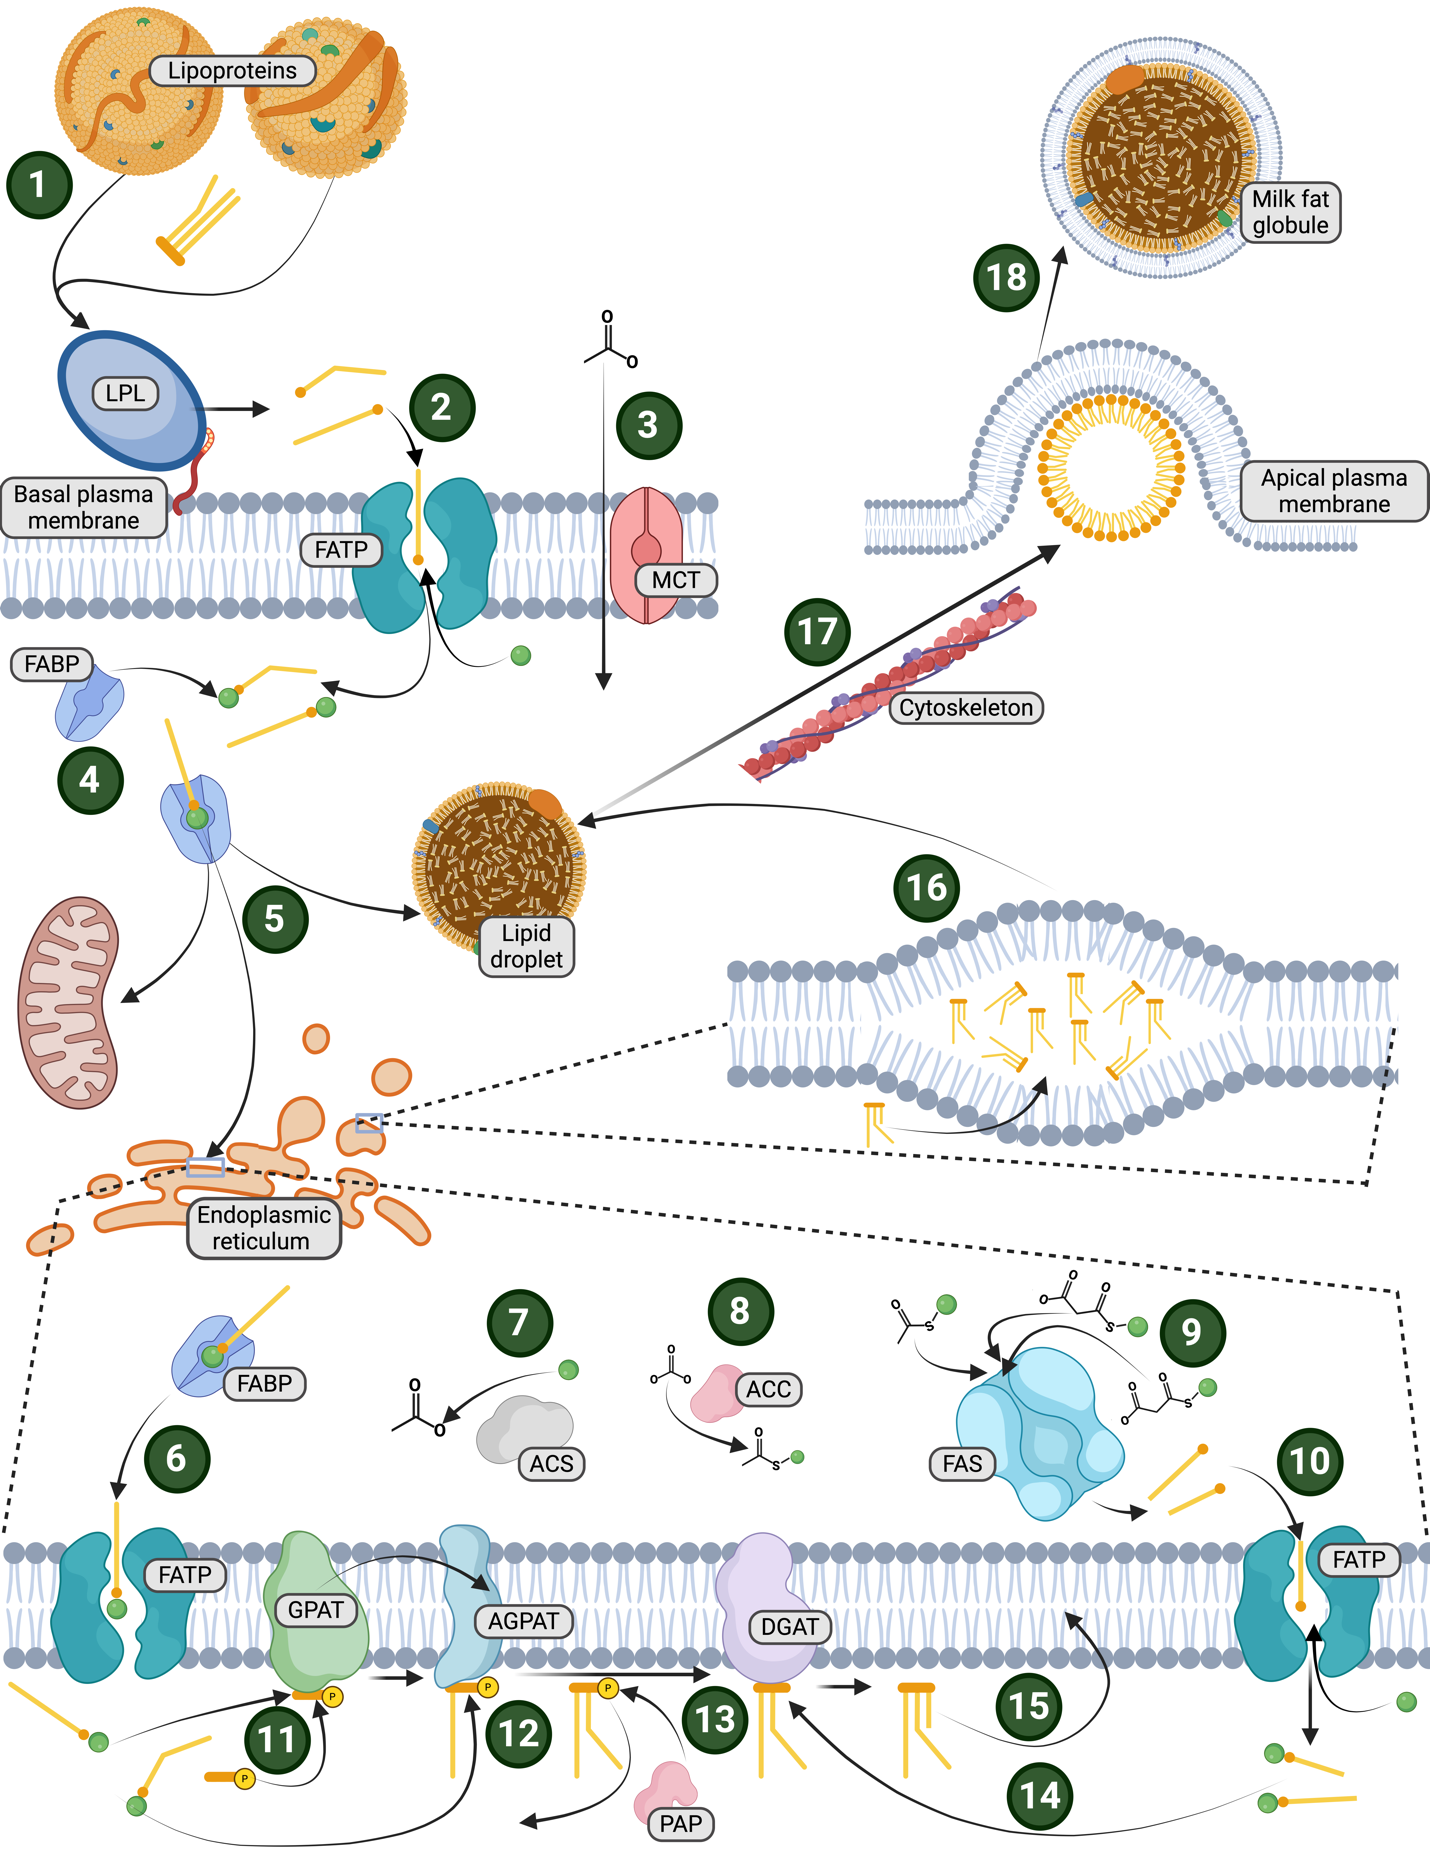 Lipoproteins
1
LPL
Basal plasma
membrane
2
FATP
O
O
3
MCT
FABP
4
5
Lipid
droplet
Endoplasmic
reticulum
Milk fat
globule
18
Apical plasma
membrane
17
Cytoskeleton
16
FABP
6
FATP
7
O
O
ACS
8
O
O
O
ACC
O
S
9
O
S
O
O
O
S
O
O
O
S
FAS
10
FATP
GPAT
AGPAT
DGAT
P
P
P
P
11
12
13
PAP
14
15